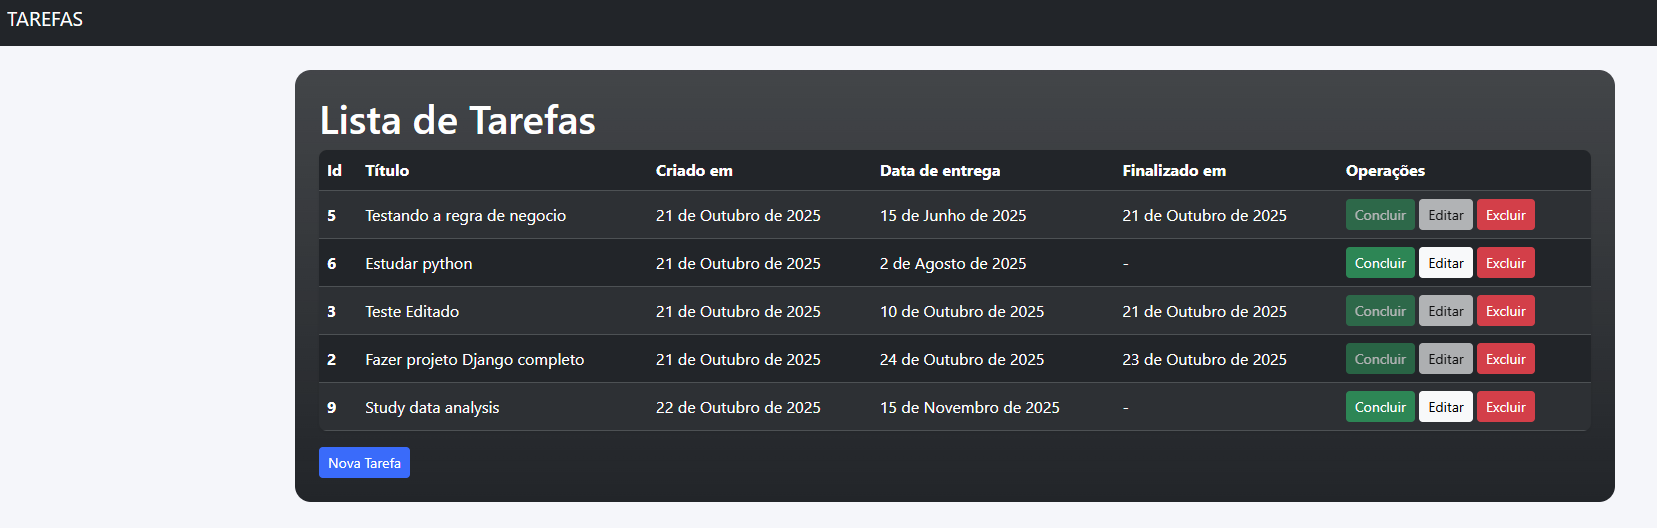 TAREFAS
Lista de Tarefas
Id Título Criado em Data de entrega Finalizado em Operações
5 Testando a regra de negocio 21 de Outubro de 2025 15 de Junho de 2025 21 de Outubro de 2025 Concluir Editar Excluir
6 Estudar python 21 de Outubro de 2025 2 de Agosto de 2025 - Concluir Editar Excluir
3 Teste Editado 21 de Outubro de 2025 10 de Outubro de 2025 21 de Outubro de 2025 Concluir Editar Excluir
2 Fazer projeto Django completo 21 de Outubro de 2025 24 de Outubro de 2025 23 de Outubro de 2025 Concluir Editar Excluir
9 Study data analysis 22 de Outubro de 2025 15 de Novembro de 2025 - Concluir Editar Excluir
Nova Tarefa